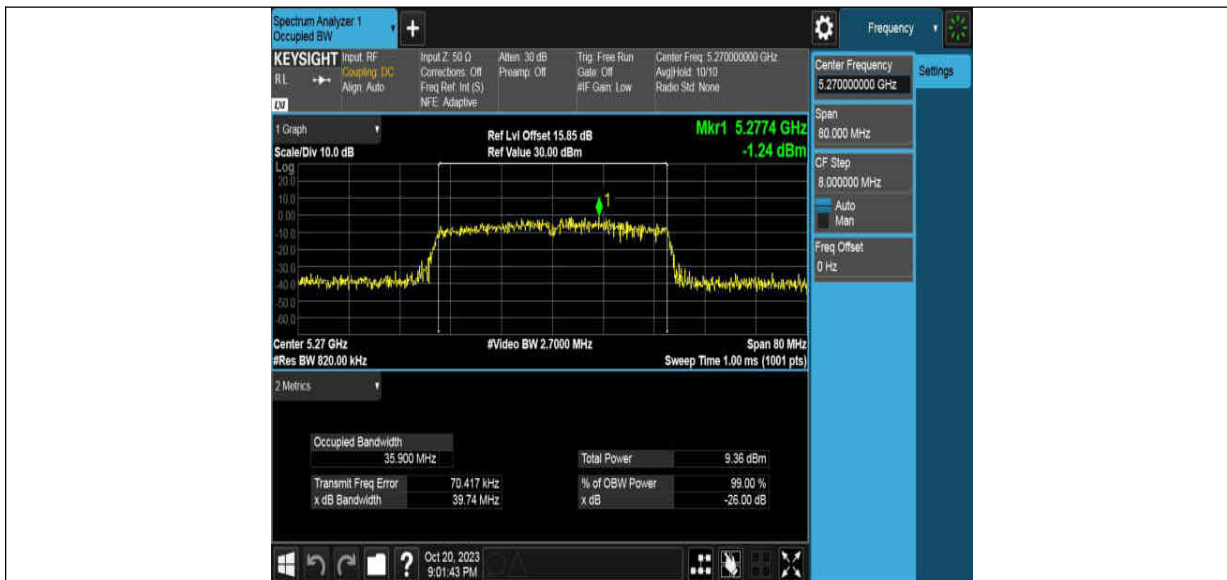 Spectrum Analyzer 1
Occupied BW
+
Frequency
KEYSIGHT
RL
LXI
Input: RF
Coupling: DC
Align: Auto
Input Z: 50 Ω
Corrections: Off
Freq Ref: Int (S)
NFE: Adaptive
Atten: 30 dB
Preamp: Off
Trig: Free Run
Gate: Off
#IF Gain: Low
Center Freq: 5.270000000 GHz
Avg|Hold: 10/10
Radio Std: None
Center Frequency
5.270000000 GHz
Settings
Span
80.000 MHz
CF Step
8.000000 MHz
Auto
Man
Freq Offset
0 Hz
1 Graph
Scale/Div 10.0 dB
Ref Lvl Offset 15.85 dB
Ref Value 30.00 dBm
Mkr1 5.2774 GHz
-1.24 dBm
Log
20.0
10.0
0.00
-10.0
-20.0
-30.0
-40.0
-50.0
-60.0
1
Center 5.27 GHz
#Video BW 2.7000 MHz
Span 80 MHz
#Res BW 820.00 kHz
Sweep Time 1.00 ms (1001 pts)
2 Metrics
Occupied Bandwidth
35.900 MHz
Total Power 9.36 dBm
Transmit Freq Error 70.417 kHz
% of OBW Power 99.00 %
x dB Bandwidth 39.74 MHz
x dB -26.00 dB
?
Oct 20, 2023
9:01:43 PM